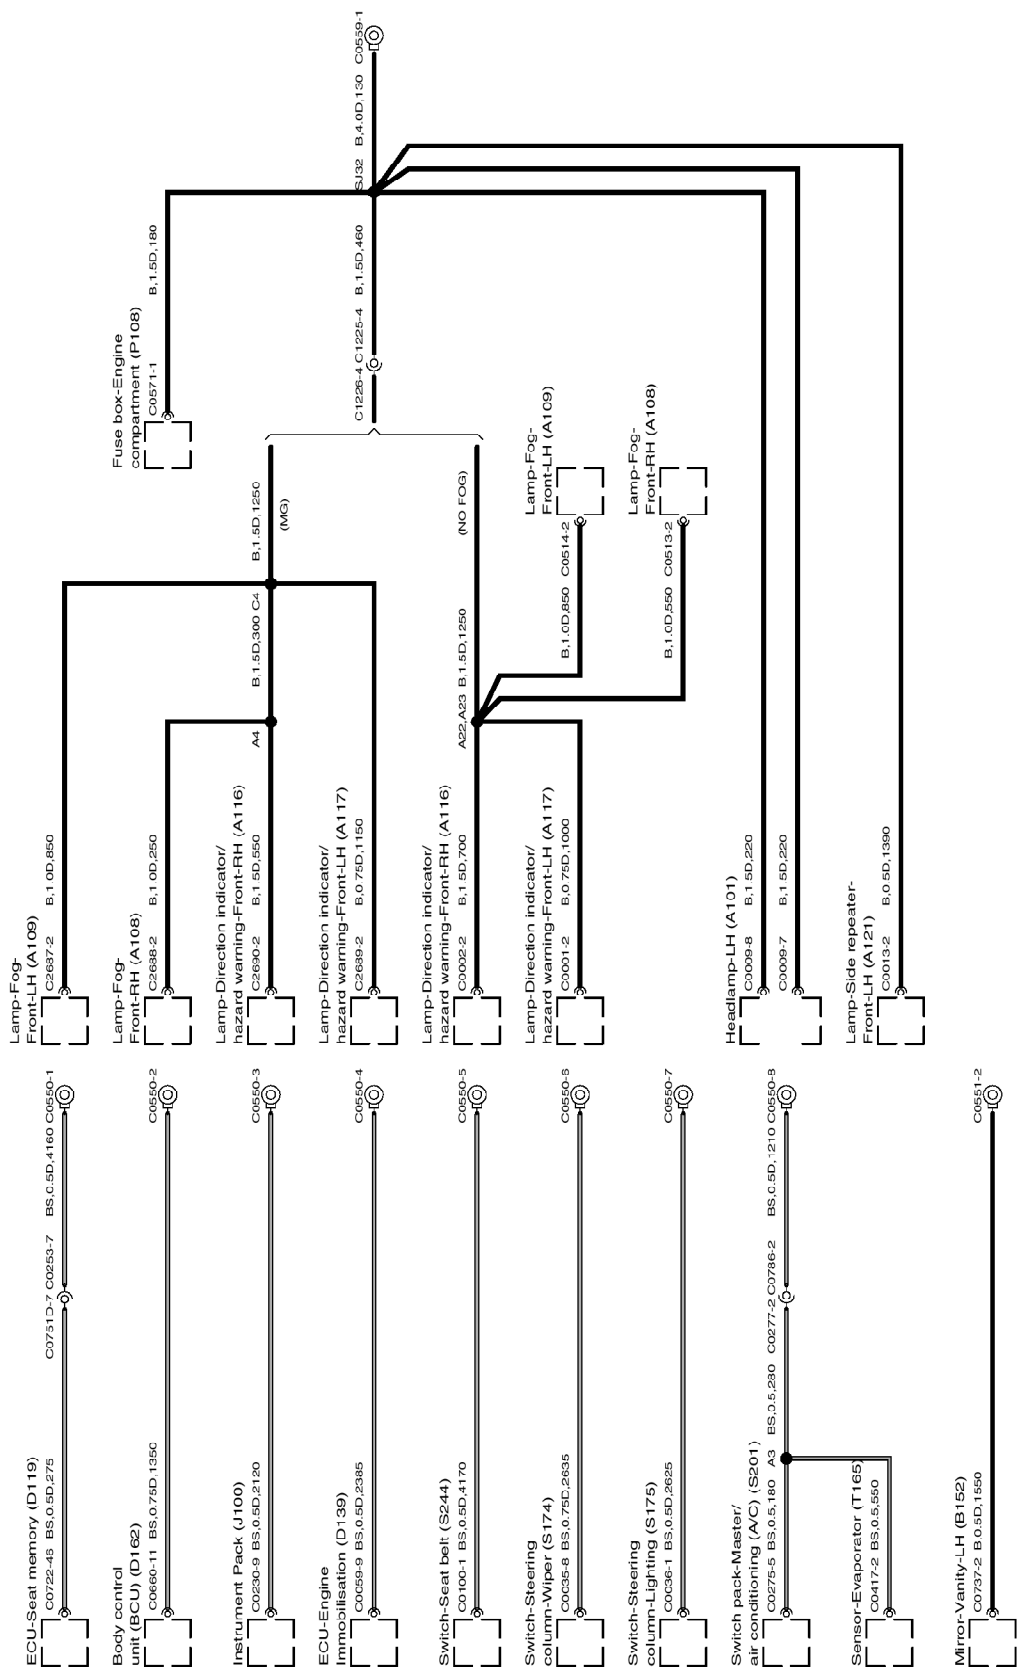 ECU-Seat memory (D119)
C0722-45 BS,0.5D,275
C0751D-7 C0253-7
BS,0.5D,4160 C0550-1
Body control
unit (BCU) (D162)
C0660-11 BS,0.75D,1350
C0550-2
Instrument Pack (J100)
C0230-9 BS,0.5D,2120
C0550-3
ECU-Engine
Immobilisation (D139)
C0059-9 BS,0.5D,2385
C0550-4
Switch-Seat belt (S244)
C0100-1 BS,0.5D,4170
C0550-5
Switch-Steering
column-Wiper (S174)
C0035-8 BS,0.75D,2635
C0550-6
Switch-Steering
column-Lighting (S175)
C0036-1 BS,0.5D,2625
C0550-7
Switch pack-Master/
air conditioning (A/C) (S201)
C0275-5 BS,0.5,180 A3 BS,0.5,230 C0277-2 C0786-2
BS,0.5D,1210 C0550-8
Sensor-Evaporator (T165)
C0417-2 BS,0.5,550
Mirror-Vanity-LH (B152)
C0737-2 B,0.5D,1550
C0551-2
Lamp-Fog-
Front-LH (A109)
C2687-2 B,1.0D,850
Lamp-Fog-
Front-RH (A108)
C2688-2 B,1.0D,250
Lamp-Direction indicator/
hazard warning-Front-RH (A116)
C2690-2 B,1.5D,550
A4 B,1.5D,300 C4 B,1.5D,1250
(MG)
Lamp-Direction indicator/
hazard warning-Front-LH (A117)
C2689-2 B,0.75D,1150
C1226-4 C1225-4 B,1.5D,460
SJ32 B,4.0D,130 C0559-1
Lamp-Direction indicator/
hazard warning-Front-RH (A116)
C0002-2 B,1.5D,700
A22,A23 B,1.5D,1250
(NO FOG)
Lamp-Direction indicator/
hazard warning-Front-LH (A117)
C0001-2 B,0.75D,1000
Fuse box-Engine
compartment (P108)
C0571-1 B,1.5D,180
Lamp-Fog-
Front-LH (A109)
B,1.0D,850 C0514-2
Lamp-Fog-
Front-RH (A108)
B,1.0D,550 C0513-2
Headlamp-LH (A101)
C0009-8 B,1.5D,220
C0009-7 B,1.5D,220
Lamp-Side repeater-
Front-LH (A121)
C0013-2 B,0.5D,1390